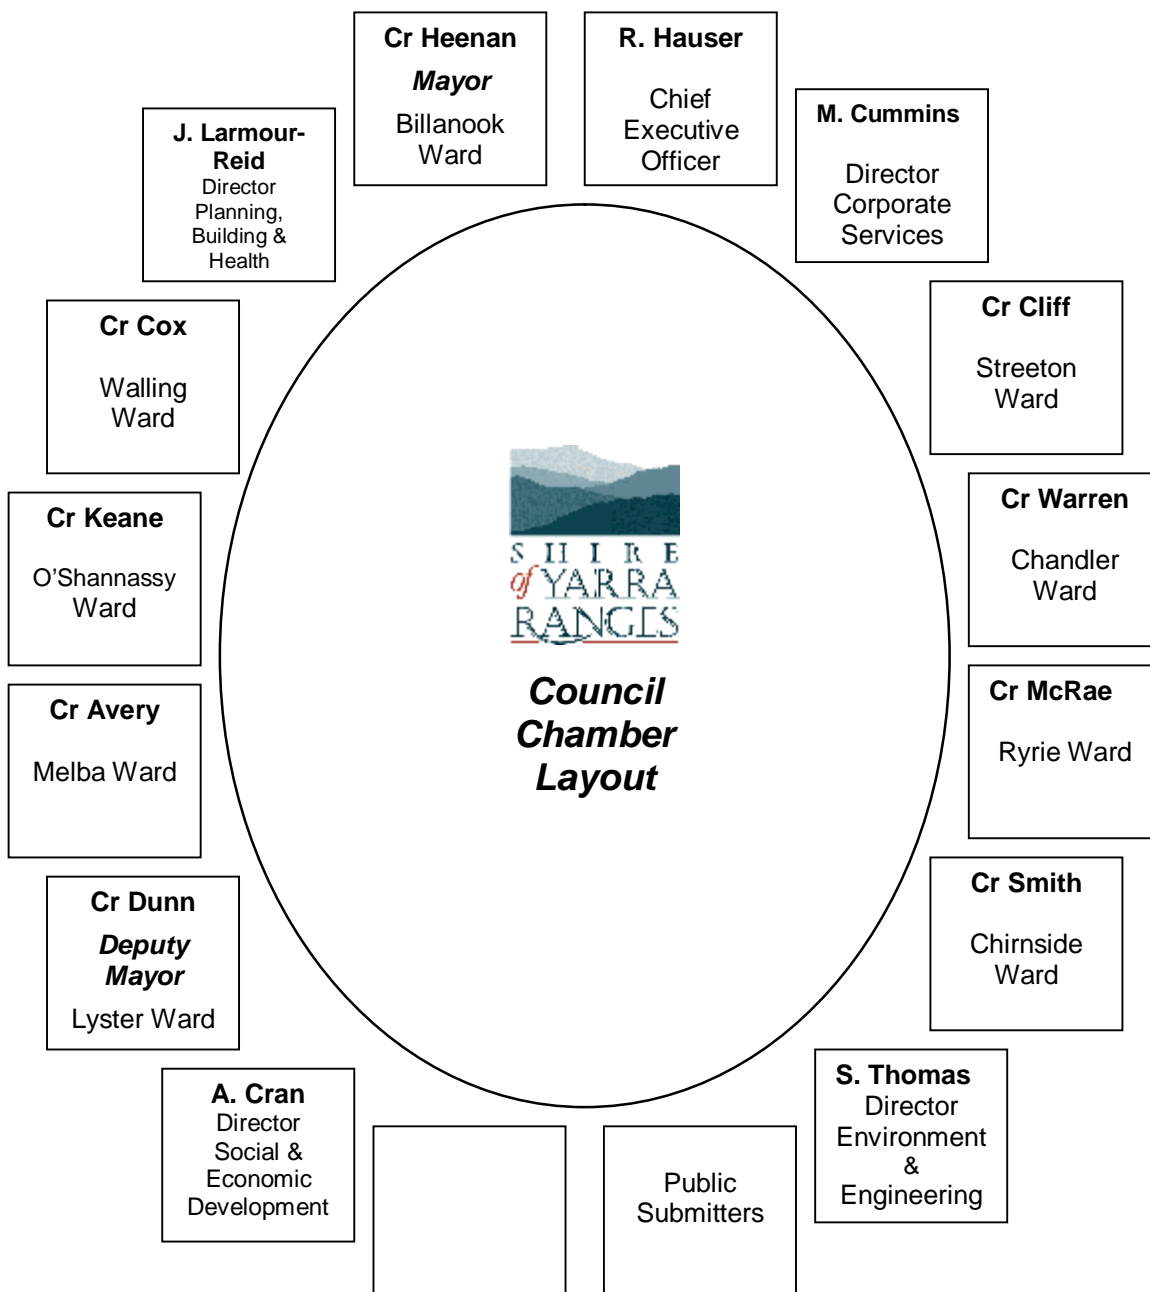 Cr Heenan
Mayor
Billanook
Ward
R. Hauser
Chief
Executive
Officer
M. Cummins
Director
Corporate
Services
J. Larmour-
Reid
Director
Planning,
Building &
Health
Cr Cox
Walling
Ward
Cr Cliff
Streeton
Ward
Cr Keane
O'Shannassy
Ward
Cr Warren
Chandler
Ward
SHIRE
of YARRA
RANGES
Council
Chamber
Layout
Cr Avery
Melba Ward
Cr McRae
Ryrie Ward
Cr Dunn
Deputy
Mayor
Lyster Ward
Cr Smith
Chirnside
Ward
A. Cran
Director
Social &
Economic
Development
Public
Submitters
S. Thomas
Director
Environment
&
Engineering